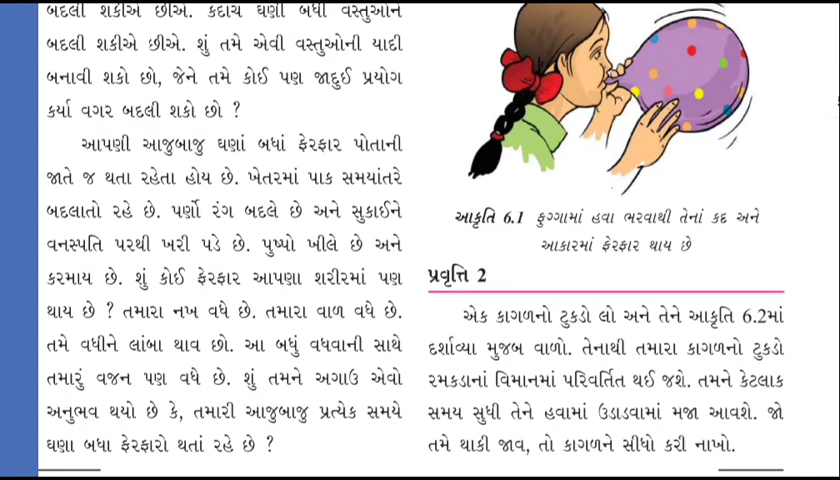 બદલી શકીએ છીએ. કદાચ ઘણી બધી વસ્તુઓને
બદલી શકીએ છીએ. શું તમે એવી વસ્તુઓની યાદી
બનાવી શકો છો, જેને તમે કોઈ પણ જાદુઈ પ્રયોગ
કર્યા વગર બદલી શકો છો ?
આપણી આજુબાજુ ઘણાં બધાં ફેરફાર પોતાની
જાતે જ થતા રહેતા હોય છે. ખેતરમાં પાક સમયાંતરે
બદલાતો રહે છે. પર્ણો રંગ બદલે છે અને સુકાઈને
વનસ્પતિ પરથી ખરી પડે છે. પુષ્પો ખીલે છે અને
કરમાય છે. શું કોઈ ફેરફાર આપણા શરીરમાં પણ
થાય છે ? તમારા નખ વધે છે. તમારા વાળ વધે છે.
તમે વધીને લાંબા થાવ છો. આ બધું વધવાની સાથે
તમારું વજન પણ વધે છે. શું તમને અગાઉ એવો
અનુભવ થયો છે કે, તમારી આજુબાજુ પ્રત્યેક સમયે
ઘણા બધા ફેરફારો થતાં રહે છે ?
આકૃતિ 6.1 ફુગ્ગામાં હવા ભરવાથી તેનાં કદ અને
આકારમાં ફેરફાર થાય છે
પ્રવૃત્તિ 2
એક કાગળનો ટુકડો લો અને તેને આકૃતિ 6.2માં
દર્શાવ્યા મુજબ વાળો. તેનાથી તમારા કાગળનો ટુકડો
રમકડાનાં વિમાનમાં પરિવર્તિત થઈ જશે. તમને કેટલાક
સમય સુધી તેને હવામાં ઉડાડવામાં મજા આવશે. જો
તમે થાકી જાવ, તો કાગળને સીધો કરી નાખો.